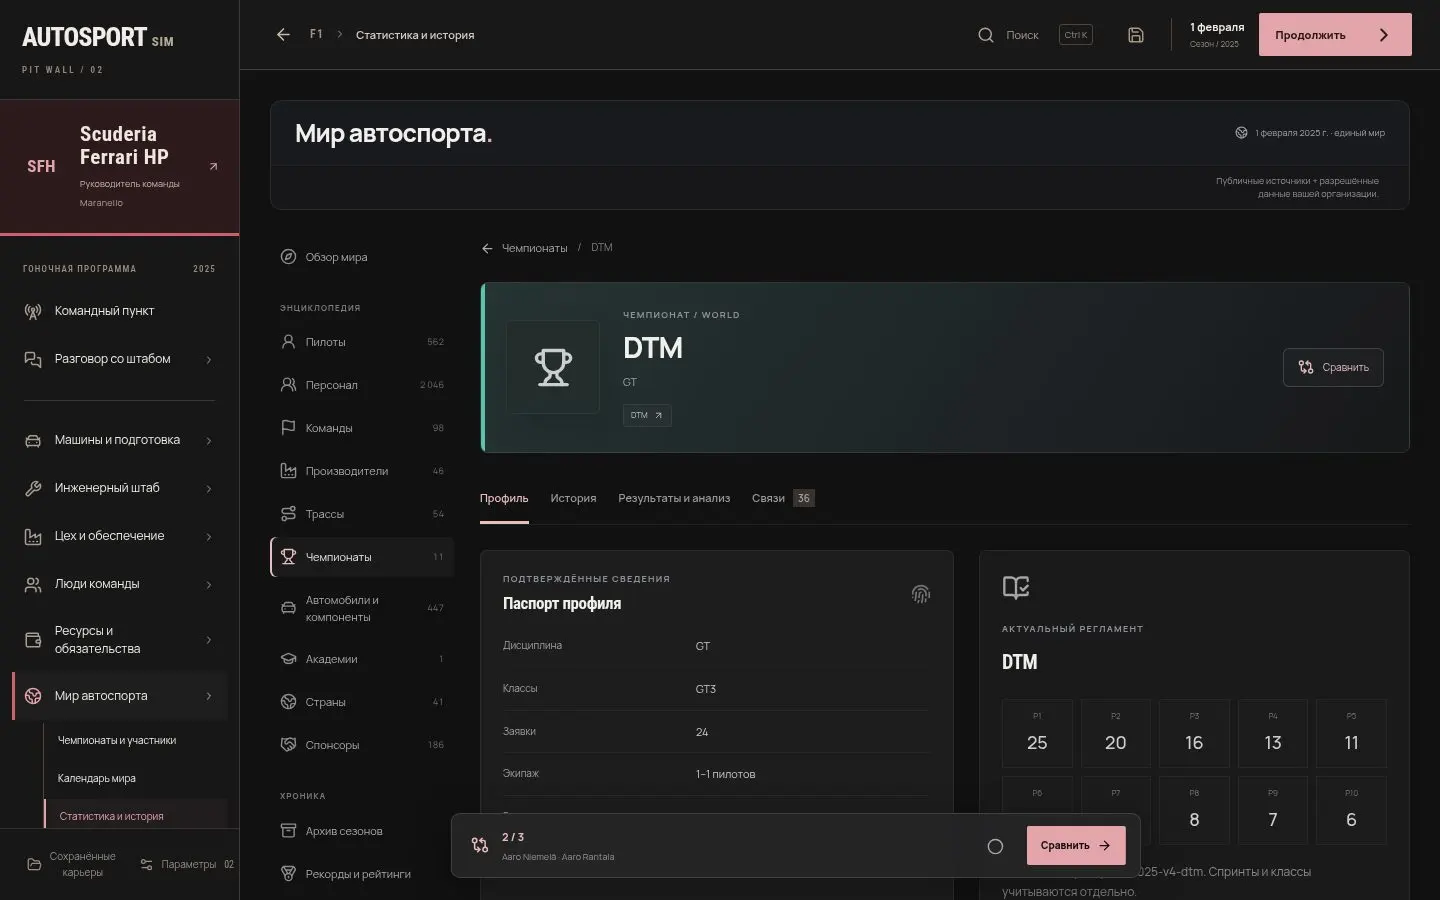 AUTOSPORT SIM
PIT WALL / 02
SFH
Scuderia
Ferrari HP
Руководитель команды
Maranello
ГОНОЧНАЯ ПРОГРАММА 2025
Командный пункт
Разговор со штабом
Машины и подготовка
Инженерный штаб
Цех и обеспечение
Люди команды
Ресурсы и
обязательства
Мир автоспорта
Чемпионаты и участники
Календарь мира
Статистика и история
Сохранённые
карьеры
Параметры 02
F1 > Статистика и история
Поиск Ctrl K
1 февраля
Сезон / 2025
Продолжить
Мир автоспорта.
1 февраля 2025 г. · единый мир
Публичные источники + разрешённые
данные вашей организации.
Обзор мира
ЭНЦИКЛОПЕДИЯ
Пилоты 562
Персонал 2 046
Команды 98
Производители 46
Трассы 54
Чемпионаты 11
Автомобили и
компоненты 447
Академии 1
Страны 41
Спонсоры 186
ХРОНИКА
Архив сезонов
Рекорды и рейтинги
Чемпионаты / DTM
ЧЕМПИОНАТ / WORLD
DTM
GT
DTM
Сравнить
Профиль
История
Результаты и анализ
Связи 36
ПОДТВЕРЖДЁННЫЕ СВЕДЕНИЯ
Паспорт профиля
Дисциплина GT
Классы GT3
Заявки 24
Экипаж 1–1 пилотов
АКТУАЛЬНЫЙ РЕГЛАМЕНТ
DTM
P1 P2 P3 P4 P5
25 20 16 13 11
P6 P7 P8 P9 P10
8 7 6
025-v4-dtm. Спринты и классы
учитываются отдельно.
2 / 3
Aaro Niemelä · Aaro Rantala
Сравнить